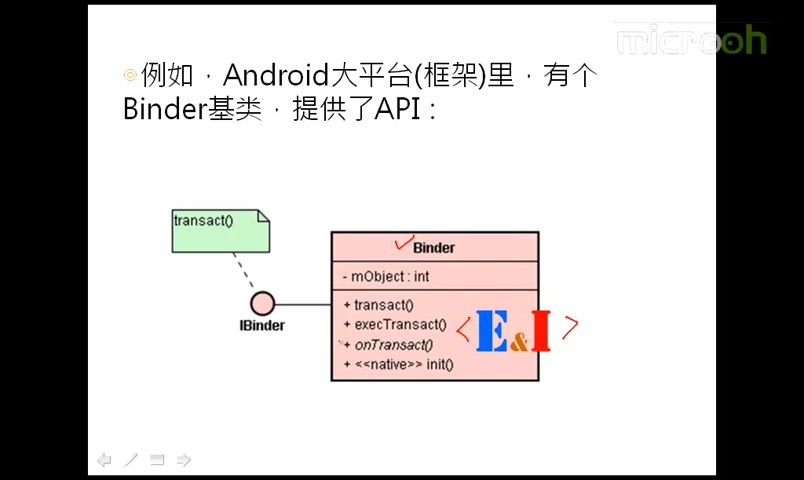 microoh
例如，Android大平台(框架)里，有个
Binder基类，提供了API：
transact()
IBinder
Binder
- mObject : int
+ transact()
+ execTransact()
+ onTransact()
+ <<native>> init()
<E&I>